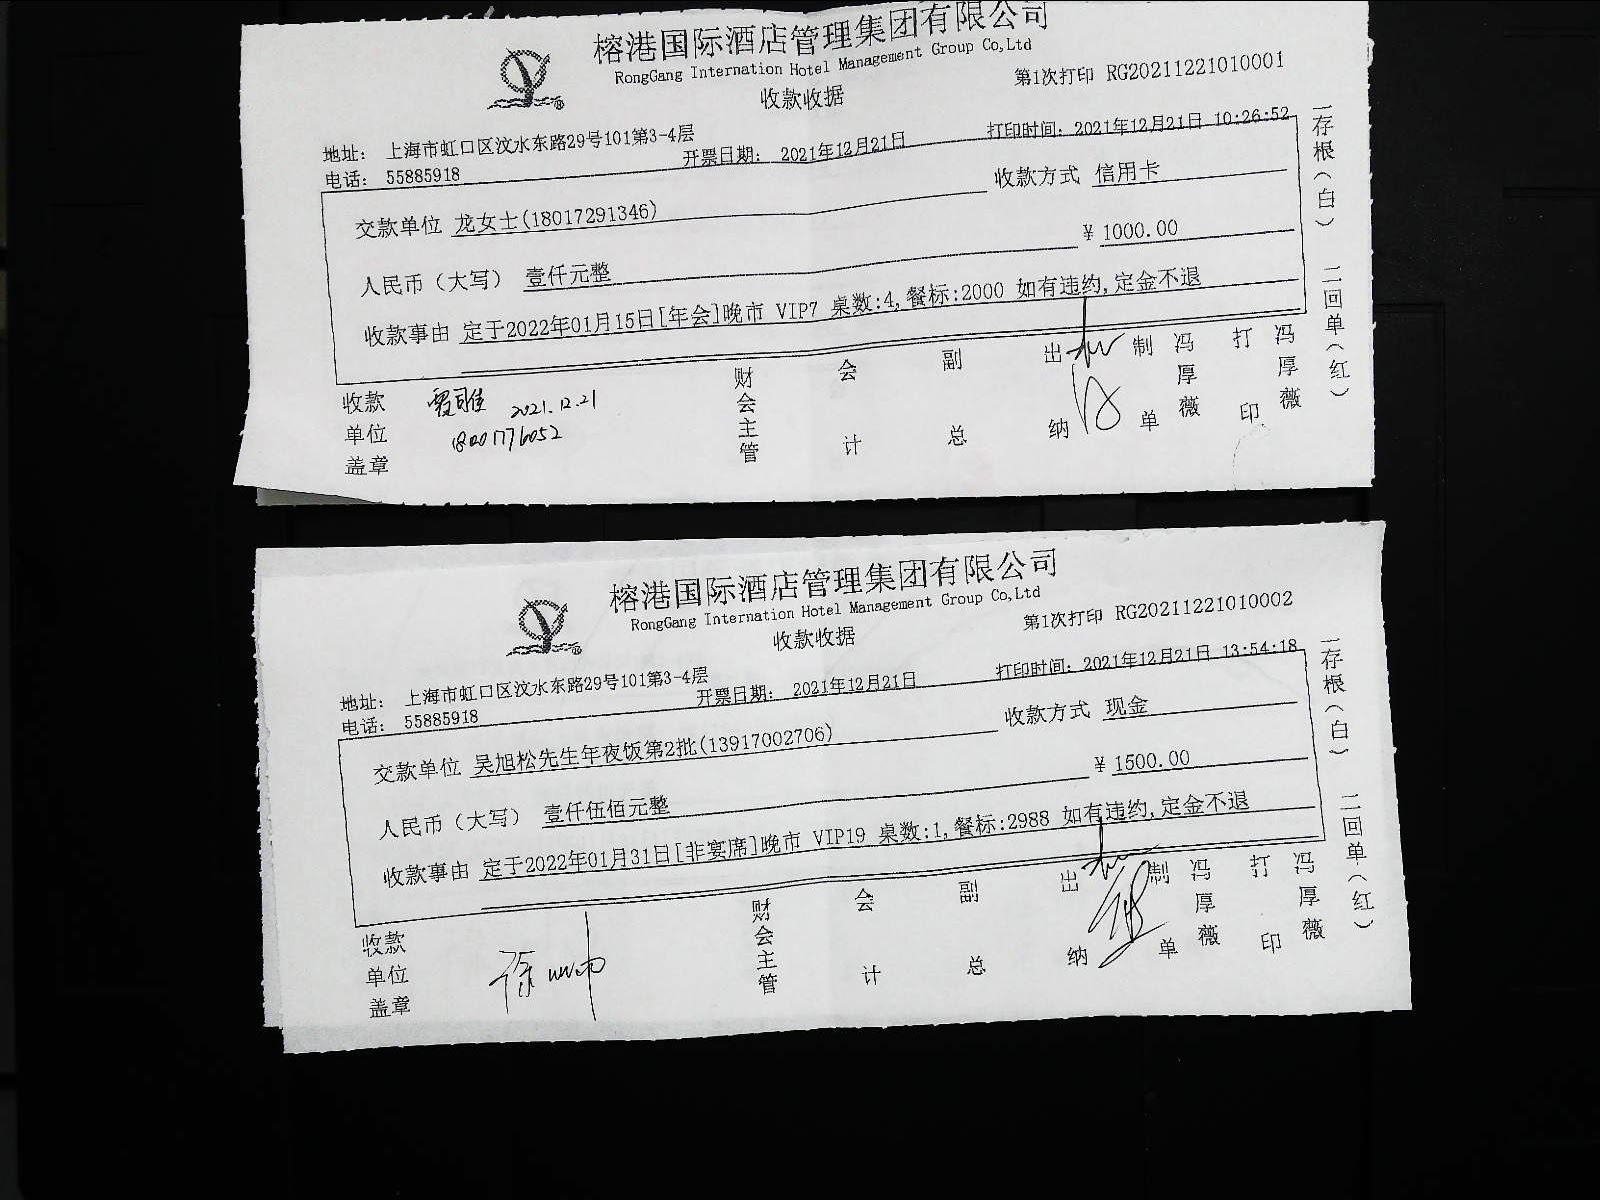 榕港国际酒店管理集团有限公司
RongGang Internation Hotel Management Group Co,Ltd
收款收据
第1次打印 RG20211221010001
地址： 上海市虹口区汶水东路29号101第3-4层
电话： 55885918
开票日期： 2021年12月21日
打印时间： 2021年12月21日 10:26:52
交款单位 龙女士(18017291346)
收款方式 信用卡
人民币（大写） 壹仟元整
￥ 1000.00
收款事由 定于2022年01月15日[年会]晚市 VIP7 桌数:4,餐标:2000 如有违约,定金不退
收款单位盖章
2021.12.21
18001776052
财会主管
会计
副总
出纳
制单
冯厚薇
打印
冯厚薇
一存根（白） 二回单（红）
榕港国际酒店管理集团有限公司
RongGang Internation Hotel Management Group Co,Ltd
收款收据
第1次打印 RG20211221010002
地址： 上海市虹口区汶水东路29号101第3-4层
电话： 55885918
开票日期： 2021年12月21日
打印时间： 2021年12月21日 13:54:18
交款单位 吴旭松先生年夜饭第2批(13917002706)
收款方式 现金
人民币（大写） 壹仟伍佰元整
￥ 1500.00
收款事由 定于2022年01月31日[非宴席]晚市 VIP19 桌数:1,餐标:2988 如有违约,定金不退
收款单位盖章
财会主管
会计
副总
出纳
制单
冯厚薇
打印
冯厚薇
一存根（白） 二回单（红）